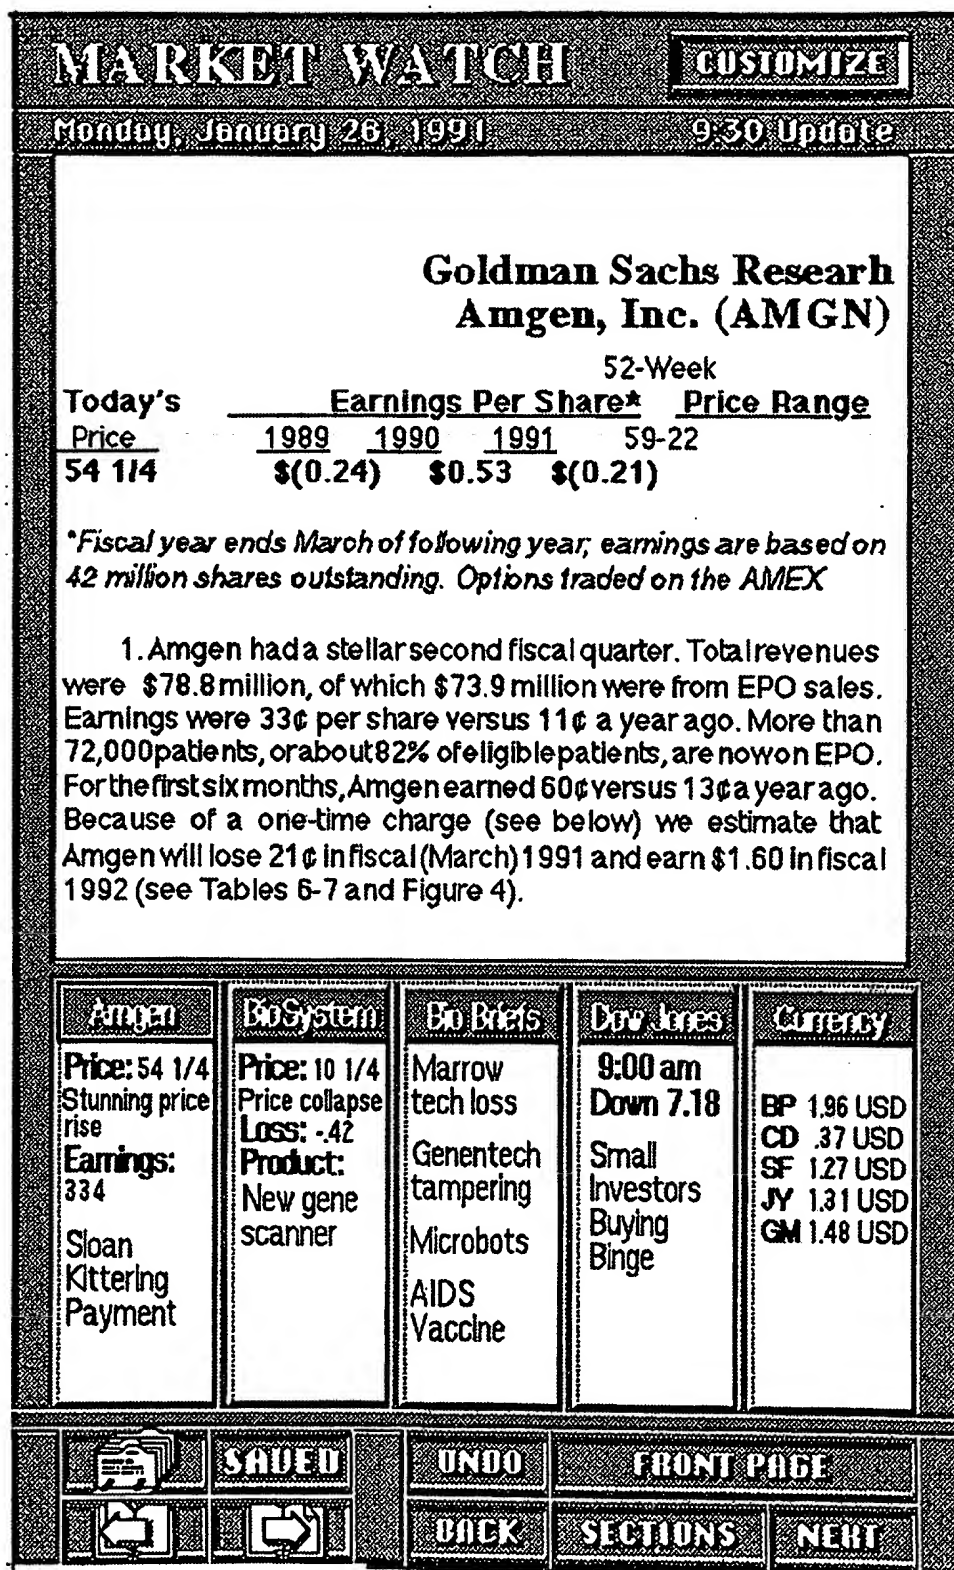 MARKET WATCH
CUSTOMIZE
Monday, January 26, 1991 9:30 Update
Goldman Sachs Researh
Amgen, Inc. (AMGN)
52-Week
Today's Earnings Per Share* Price Range
Price 1989 1990 1991 59-22
54 1/4 $(0.24) $0.53 $(0.21)
*Fiscal year ends March of following year; earnings are based on
42 million shares outstanding. Options traded on the AMEX
1. Amgen had a stellar second fiscal quarter. Total revenues
were $78.8 million, of which $73.9 million were from EPO sales.
Earnings were 33¢ per share versus 11¢ a year ago. More than
72,000 patients, or about 82% of eligible patients, are now on EPO.
For the first six months, Amgen earned 60¢ versus 13¢ a year ago.
Because of a one-time charge (see below) we estimate that
Amgen will lose 21¢ in fiscal (March) 1991 and earn $1.60 in fiscal
1992 (see Tables 6-7 and Figure 4).
Amgen
Price: 54 1/4
Stunning price
rise
Earnings:
334
Sloan
Kittering
Payment
BioSystem
Price: 10 1/4
Price collapse
Loss: -.42
Product:
New gene
scanner
Bio Briefs
Marrow
tech loss
Genentech
tampering
Microbots
AIDS
Vaccine
Dow Jones
9:00 am
Down 7.18
Small
Investors
Buying
Binge
Currency
BP 1.96 USD
CD .37 USD
SF 1.27 USD
JY 1.31 USD
GM 1.48 USD
SAVED
UNDO
FRONT PAGE
BACK
SECTIONS
NEXT